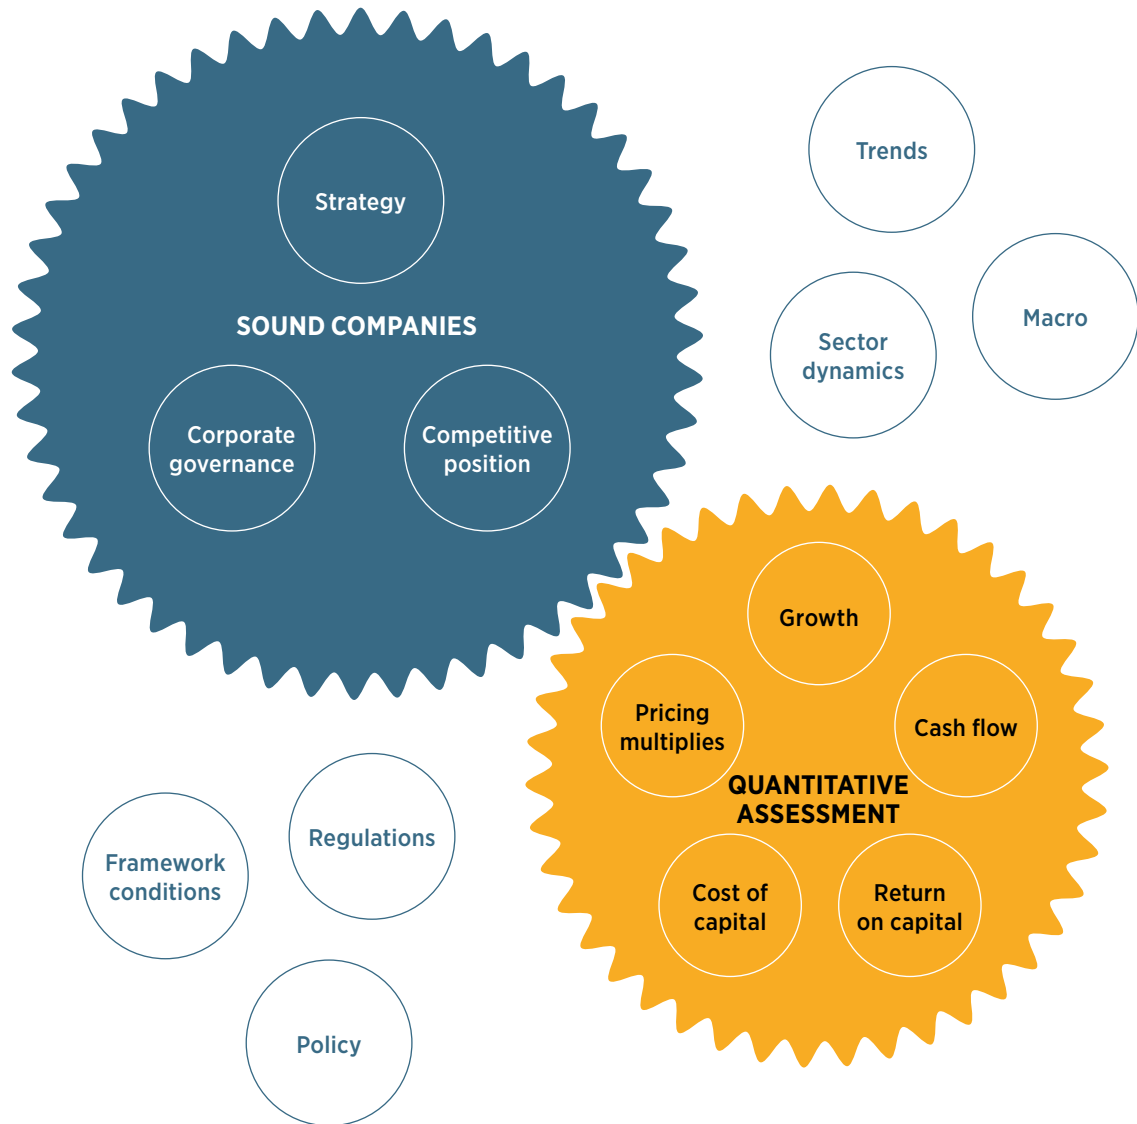 Strategy
SOUND COMPANIES
Corporate
governance
Competitive
position
Trends
Macro
Sector
dynamics
Growth
Pricing
multiplies
Cash flow
QUANTITATIVE
ASSESSMENT
Cost of
capital
Return
on capital
Regulations
Framework
conditions
Policy